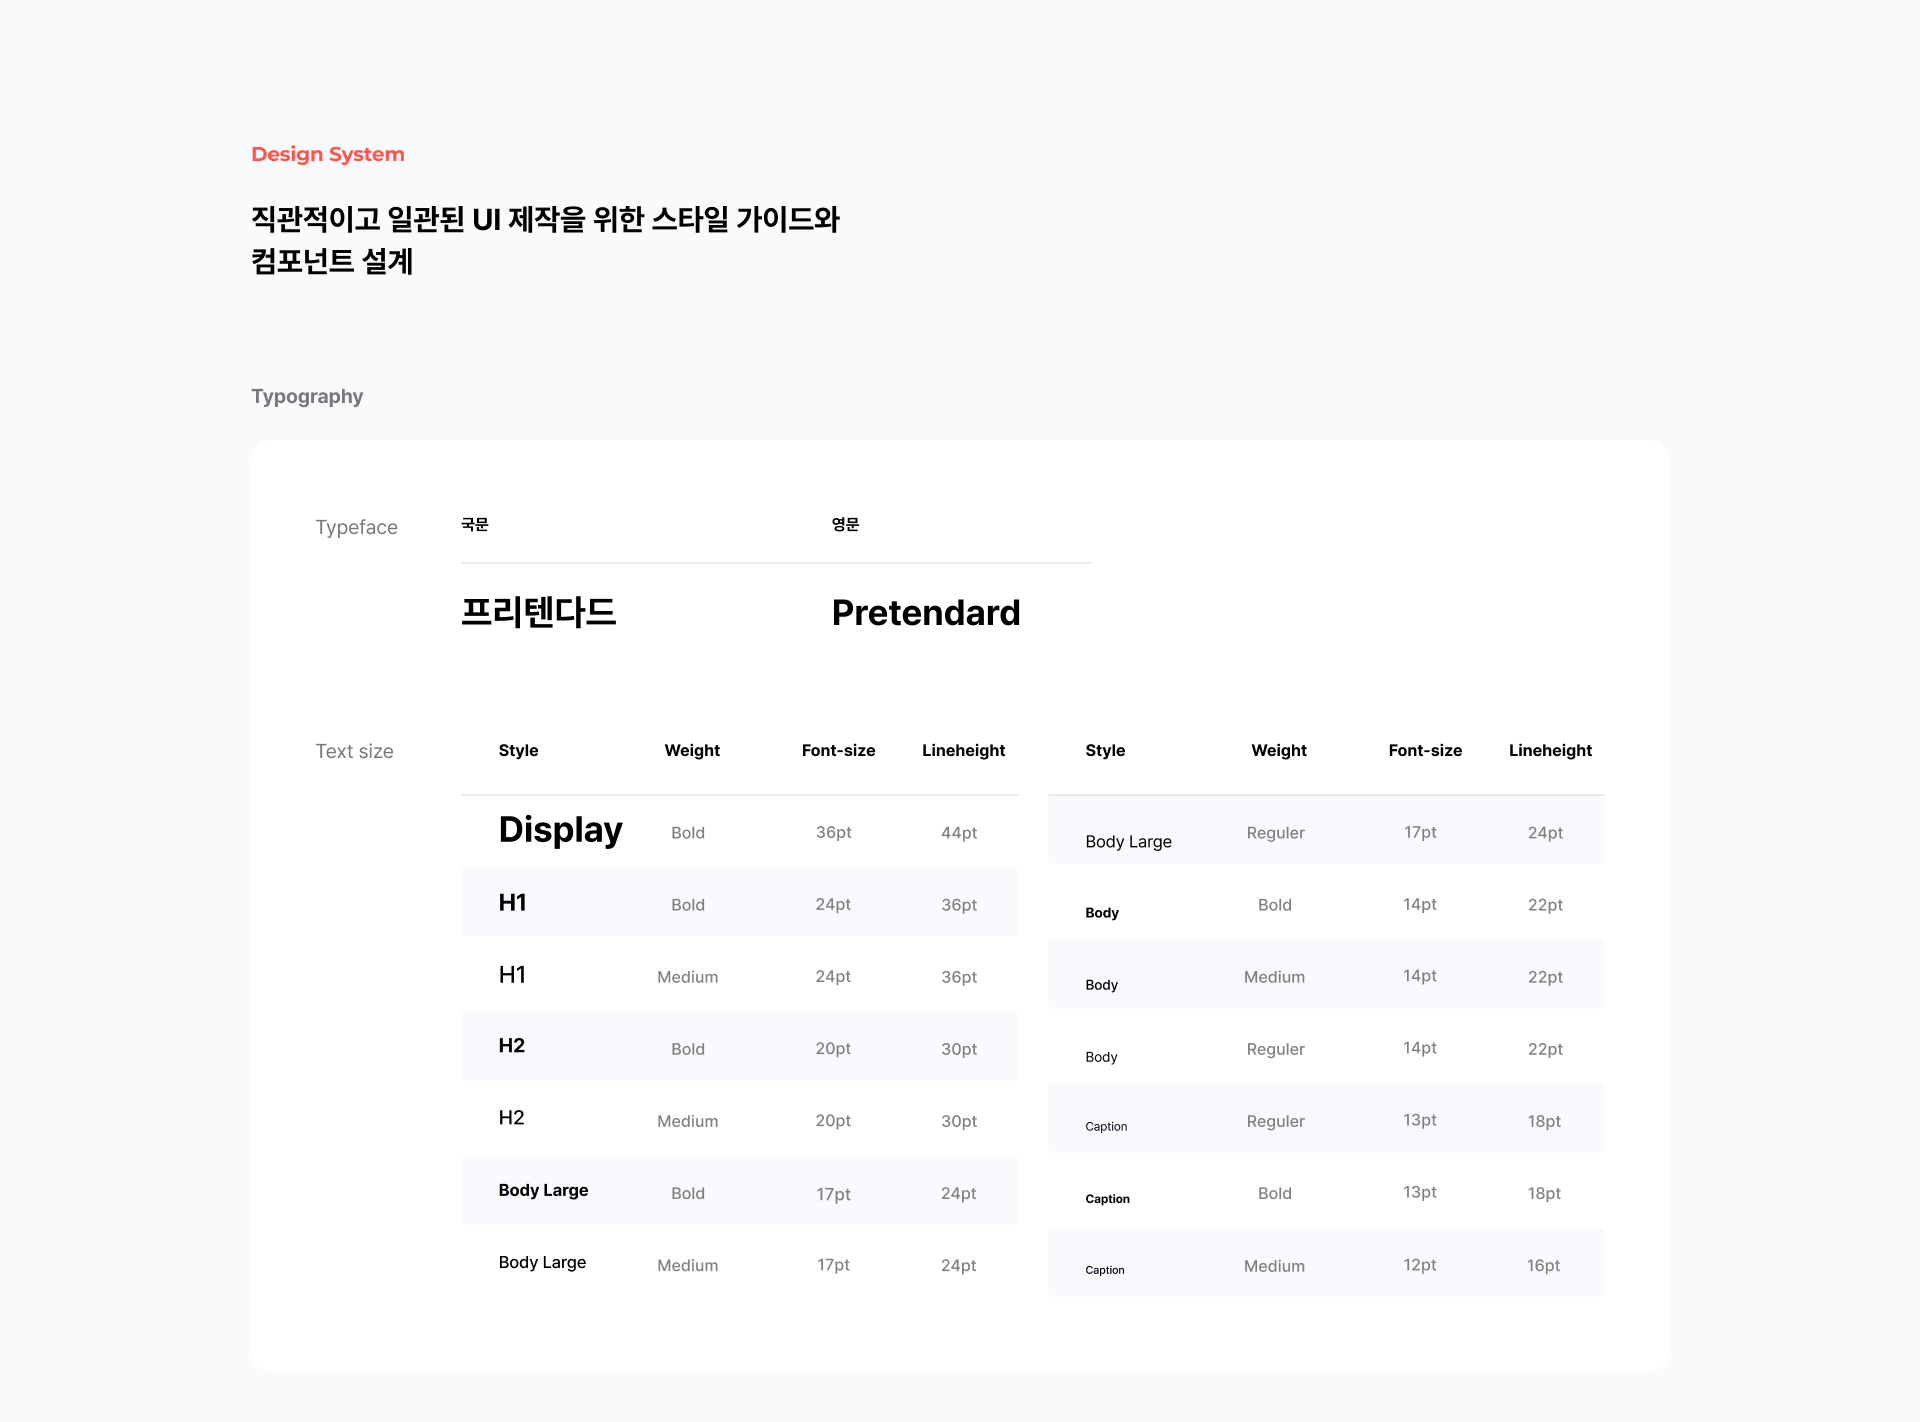 Design System
직관적이고 일관된 UI 제작을 위한 스타일 가이드와
컴포넌트 설계
Typography
Typeface 국문 영문
프리텐다드 Pretendard
Text size
Style Weight Font-size Lineheight
Display Bold 36pt 44pt
H1 Bold 24pt 36pt
H1 Medium 24pt 36pt
H2 Bold 20pt 30pt
H2 Medium 20pt 30pt
Body Large Bold 17pt 24pt
Body Large Medium 17pt 24pt
Style Weight Font-size Lineheight
Body Large Reguler 17pt 24pt
Body Bold 14pt 22pt
Body Medium 14pt 22pt
Body Reguler 14pt 22pt
Caption Reguler 13pt 18pt
Caption Bold 13pt 18pt
Caption Medium 12pt 16pt